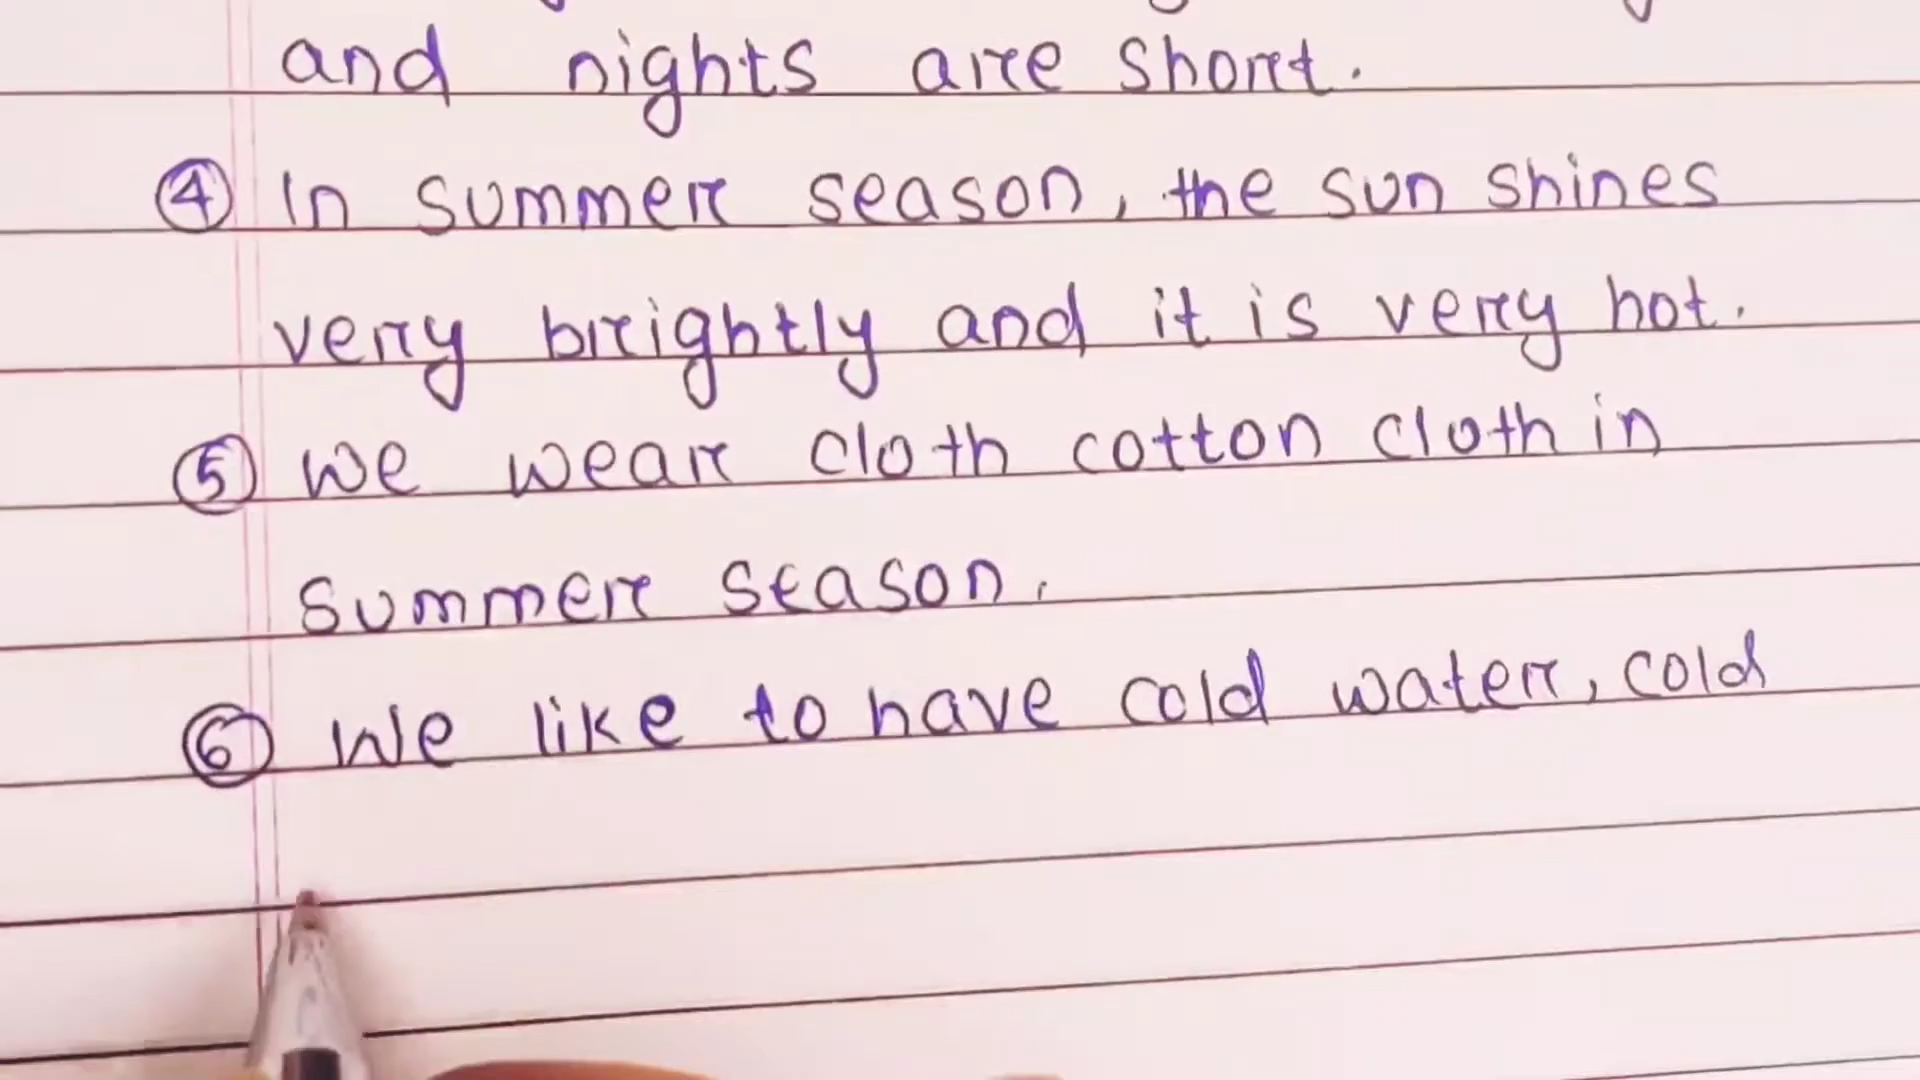 and nights are short.
④ In summer season, the sun shines
very brightly and it is very hot.
⑤ We wear cloth cotton cloth in
summer season.
⑥ We like to have cold water, cold